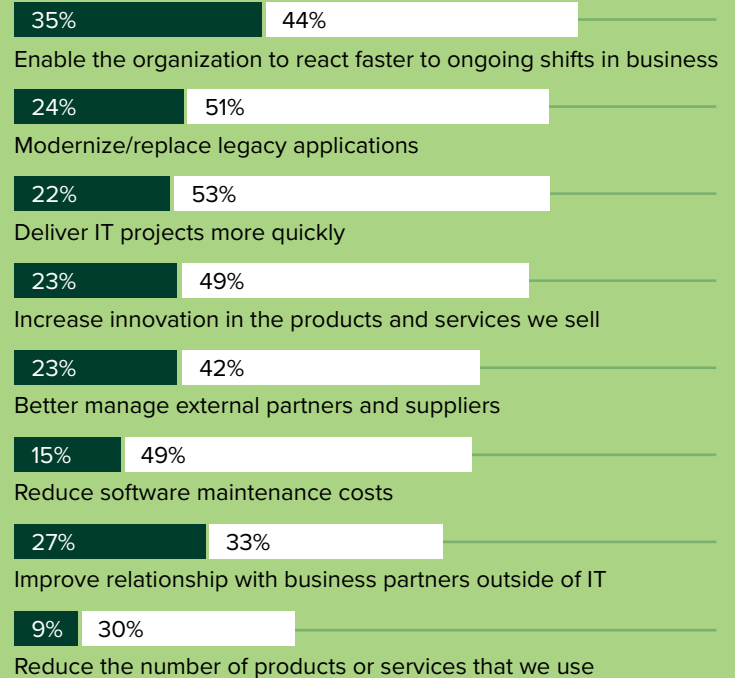 35% 44%
Enable the organization to react faster to ongoing shifts in business
24% 51%
Modernize/replace legacy applications
22% 53%
Deliver IT projects more quickly
23% 49%
Increase innovation in the products and services we sell
23% 42%
Better manage external partners and suppliers
15% 49%
Reduce software maintenance costs
27% 33%
Improve relationship with business partners outside of IT
9% 30%
Reduce the number of products or services that we use